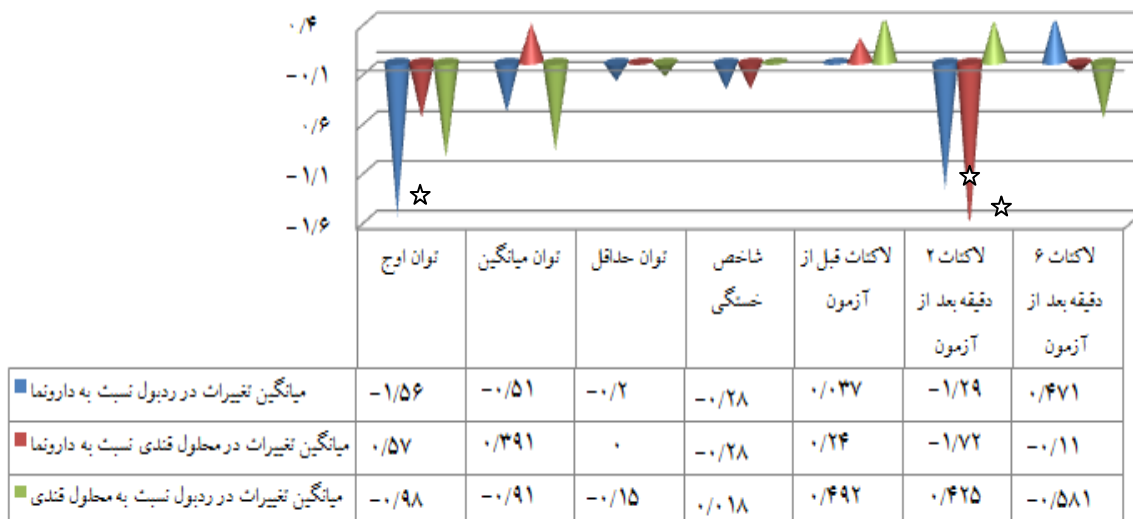 ۰/۴
-۰/۱
-۰/۶
-۱/۱
-۱/۶
توان اوج
توان میانگین
توان حداقل
شاخص
خستگی
لاکتات قبل از
آزمون
لاکتات ۲
دقیقه بعد از
آزمون
لاکتات ۶
دقیقه بعد از
آزمون
میانگین تغییرات در ردبول نسبت به دارونما -۱/۵۶ -۰/۵۱ -۰/۲ -۰/۲۸ ۰/۰۳۷ -۱/۲۹ ۰/۴۷۱
میانگین تغییرات در محلول قندی نسبت به دارونما ۰/۵۷ ۰/۳۹۱ ۰ -۰/۲۸ ۰/۲۴ -۱/۷۲ -۰/۱۱
میانگین تغییرات در ردبول نسبت به محلول قندی -۰/۹۸ -۰/۹۱ -۰/۱۵ ۰/۰۱۸ ۰/۴۹۲ ۰/۴۲۵ -۰/۵۸۱